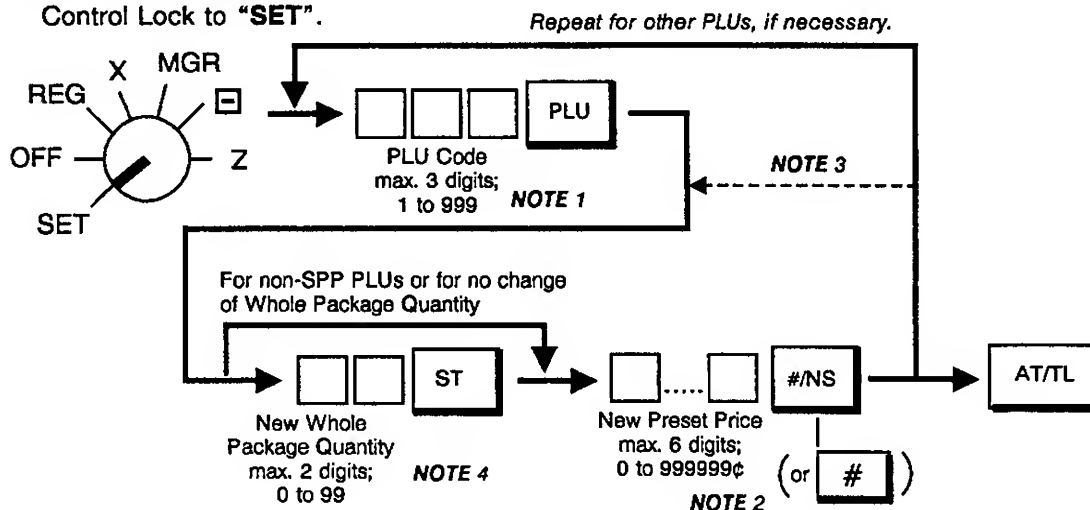 Control Lock to "SET".
Repeat for other PLUs, if necessary.
X
MGR
REG
OFF
Z
SET
PLU
PLU Code
max. 3 digits;
1 to 999
NOTE 1
NOTE 3
For non-SPP PLUs or for no change
of Whole Package Quantity
ST
New Whole
Package Quantity
max. 2 digits;
0 to 99
NOTE 4
.....
#/NS
AT/TL
New Preset Price
max. 6 digits;
0 to 999999¢
NOTE 2
(or # )